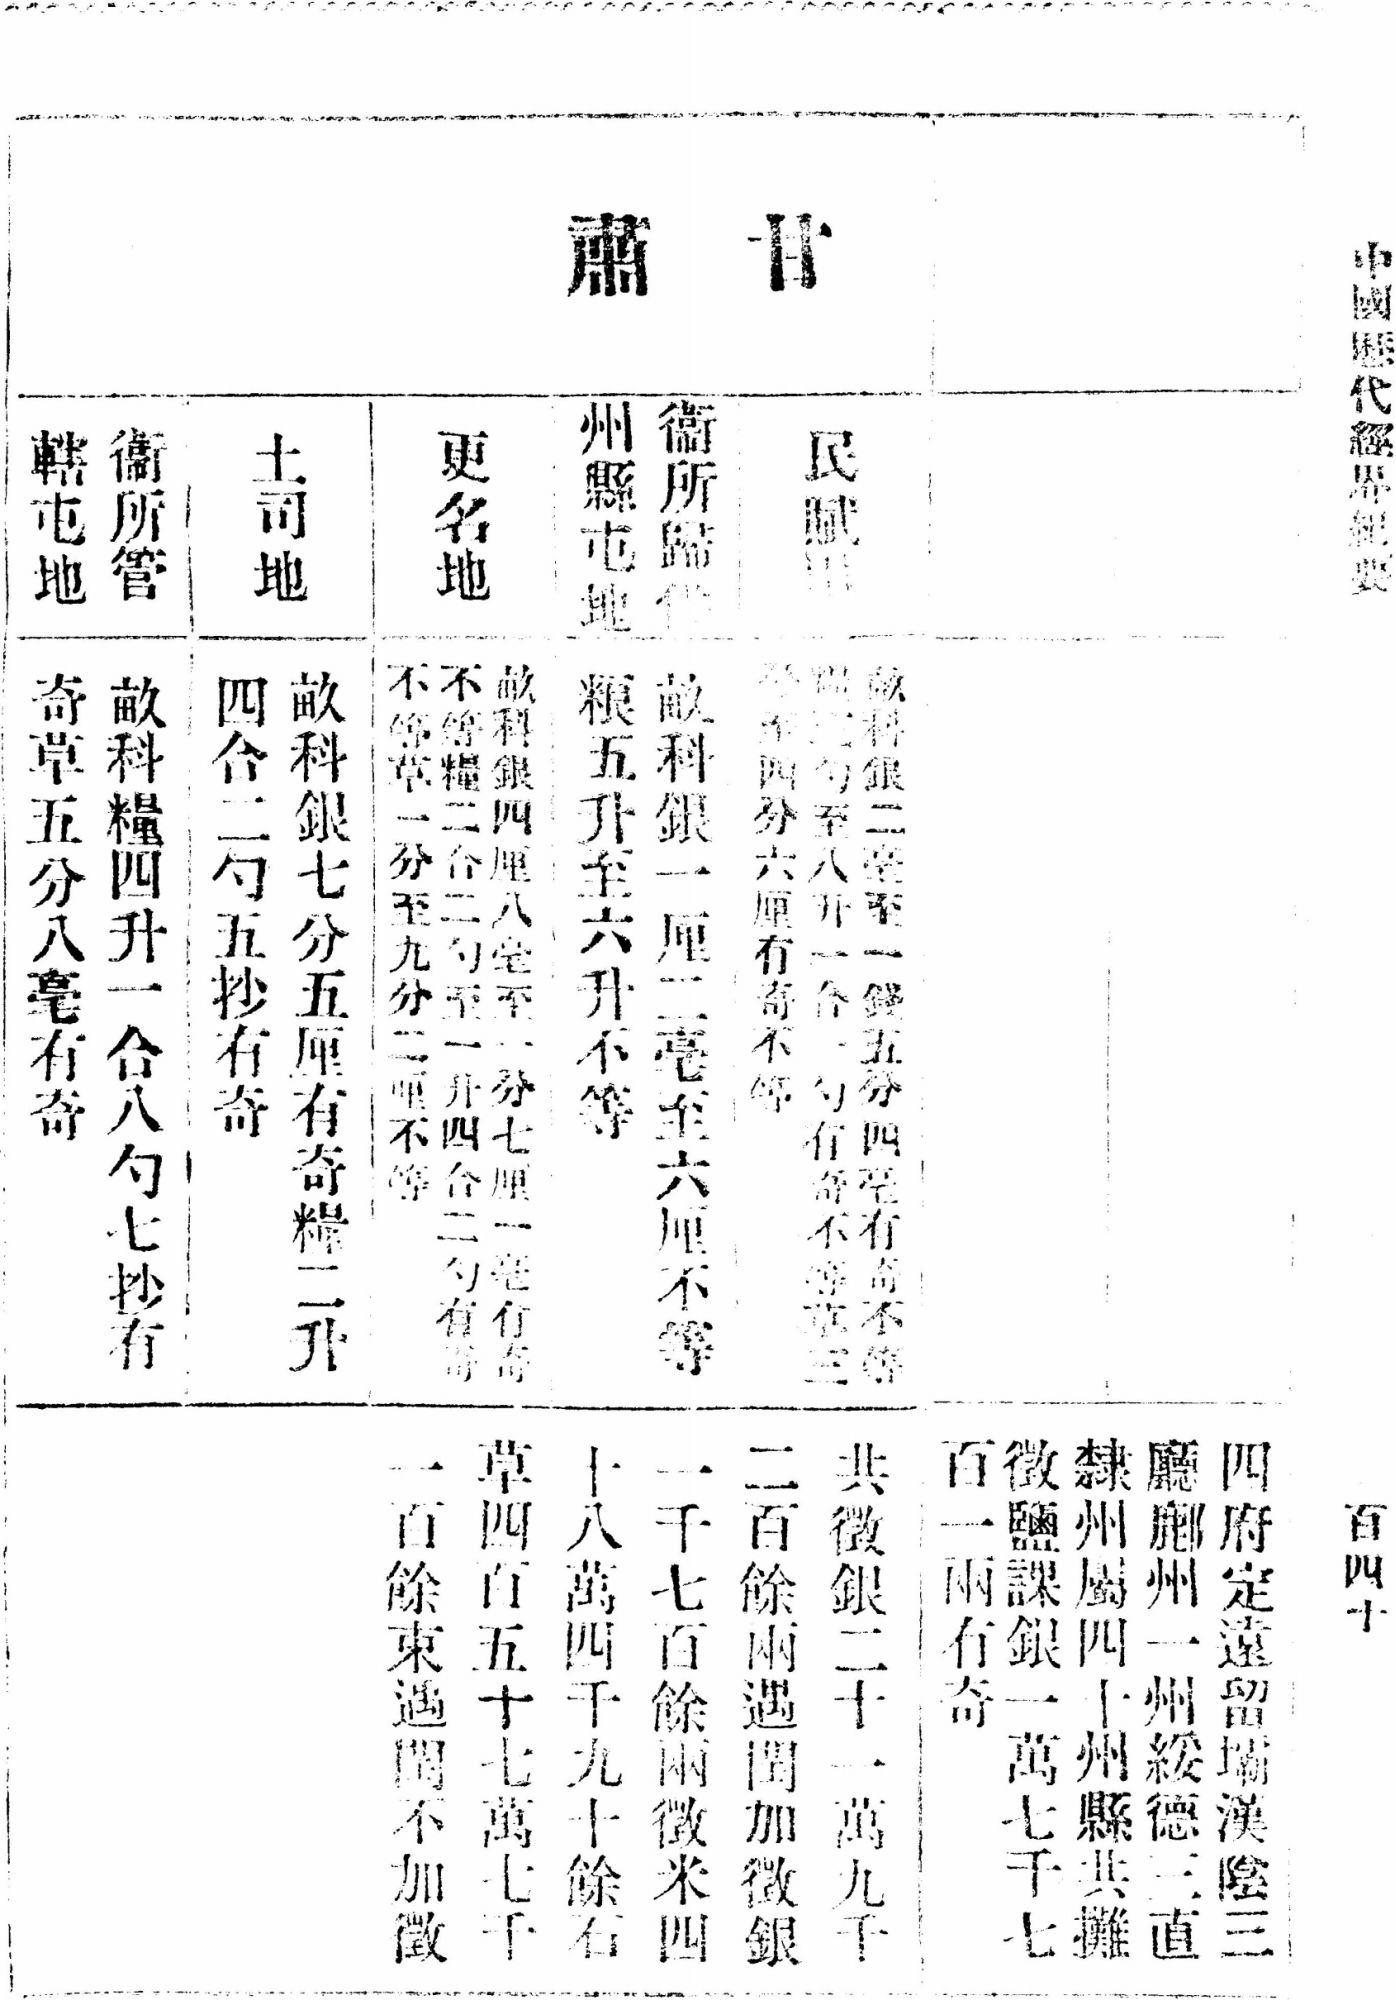 中國歷代經界紀要
百四十
四府定遠留壩漢陰三
廳鄜州一州綏德三直
隸州屬四十州縣共攤
徵鹽課銀一萬七千七
百一兩有奇
甘肅
民賦田
畝科銀二毫至一錢五分四毫有奇不等
糧三勺至八升一合一勺有奇不等草三
分至四分六厘有奇不等
衞所歸併
州縣屯地
畝科銀一厘二毫至六厘不等
粮五升至六升不等
更名地
畝科銀四厘八毫至一分七厘一毫有奇
不等糧二合二勺至一升四合二勺有奇
不等草一分至九分二厘不等
土司地
畝科銀七分五厘有奇糧二升
四合二勺五抄有奇
衞所管
轄屯地
畝科糧四升一合八勺七抄有
奇草五分八毫有奇
共徵銀二十一萬九千
二百餘兩遇閏加徵銀
一千七百餘兩徵米四
十八萬四千九十餘石
草四百五十七萬七千
一百餘束遇閏不加徵